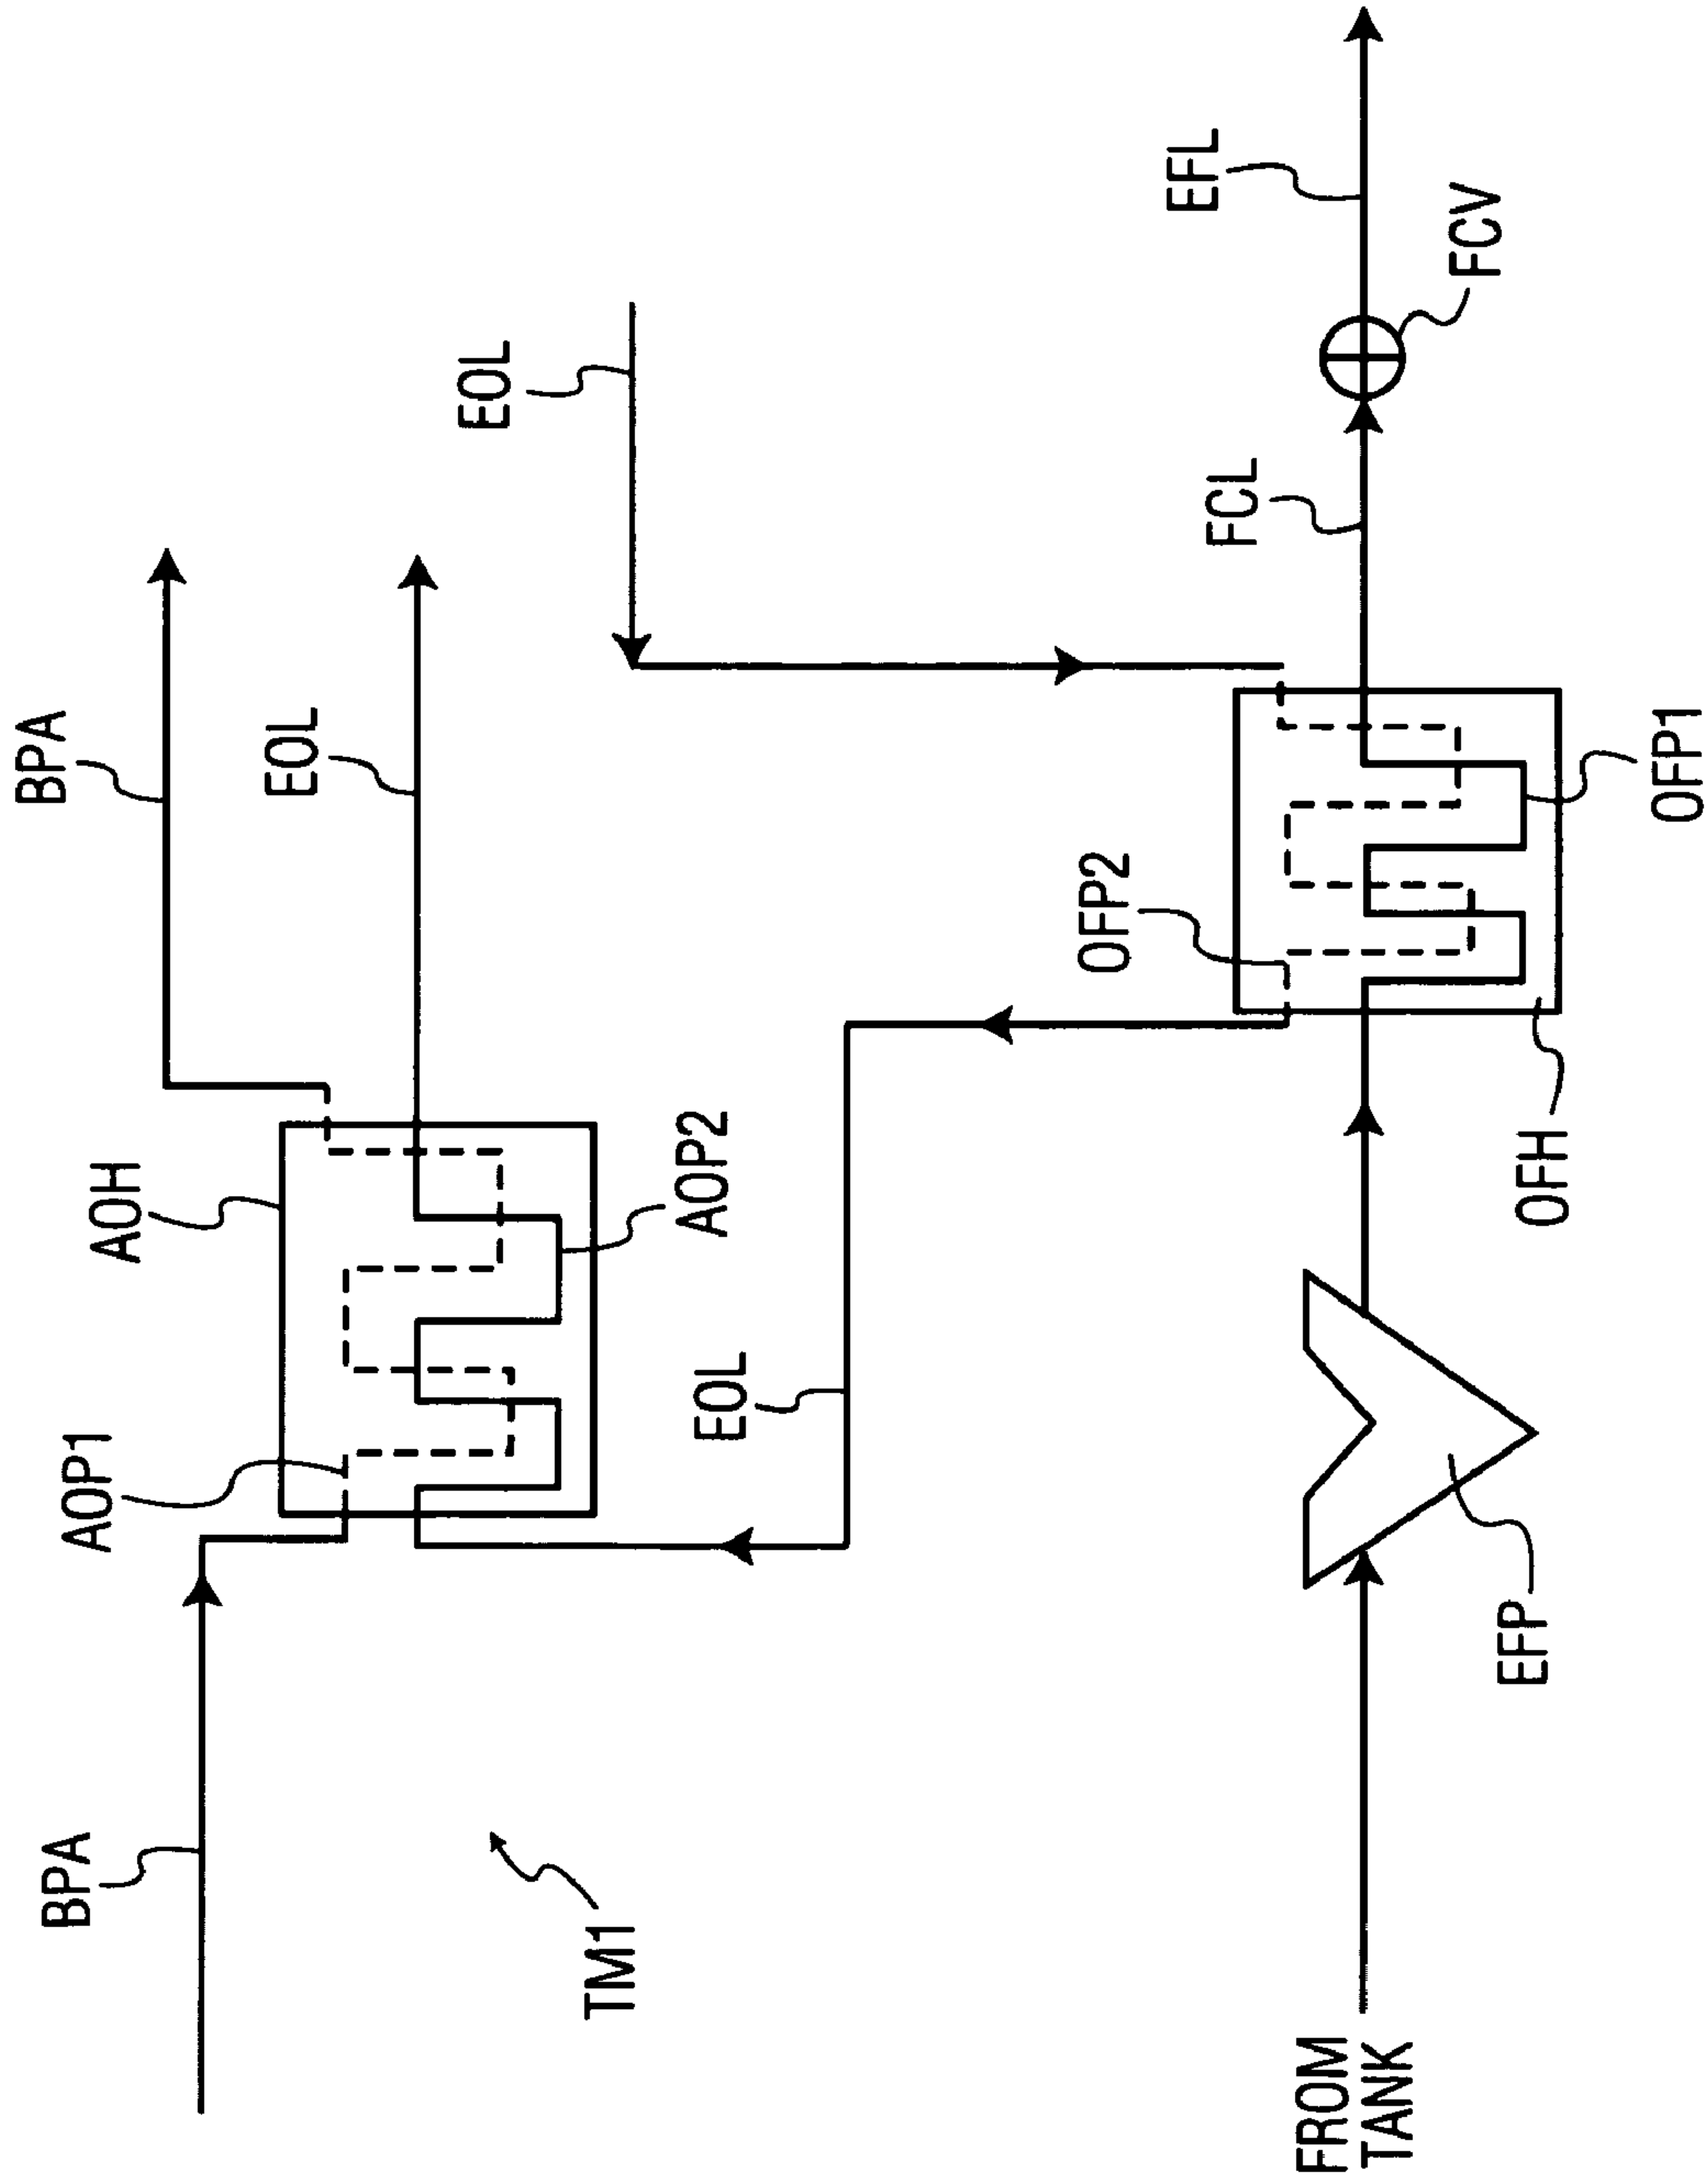 BPA
BPA
AOP1
AOH
EOL
EOL
TM1
AOP2
EOL
OFP2
EFL
FCL
FROM
TANK
FCV
EFP
OFH
OFP1